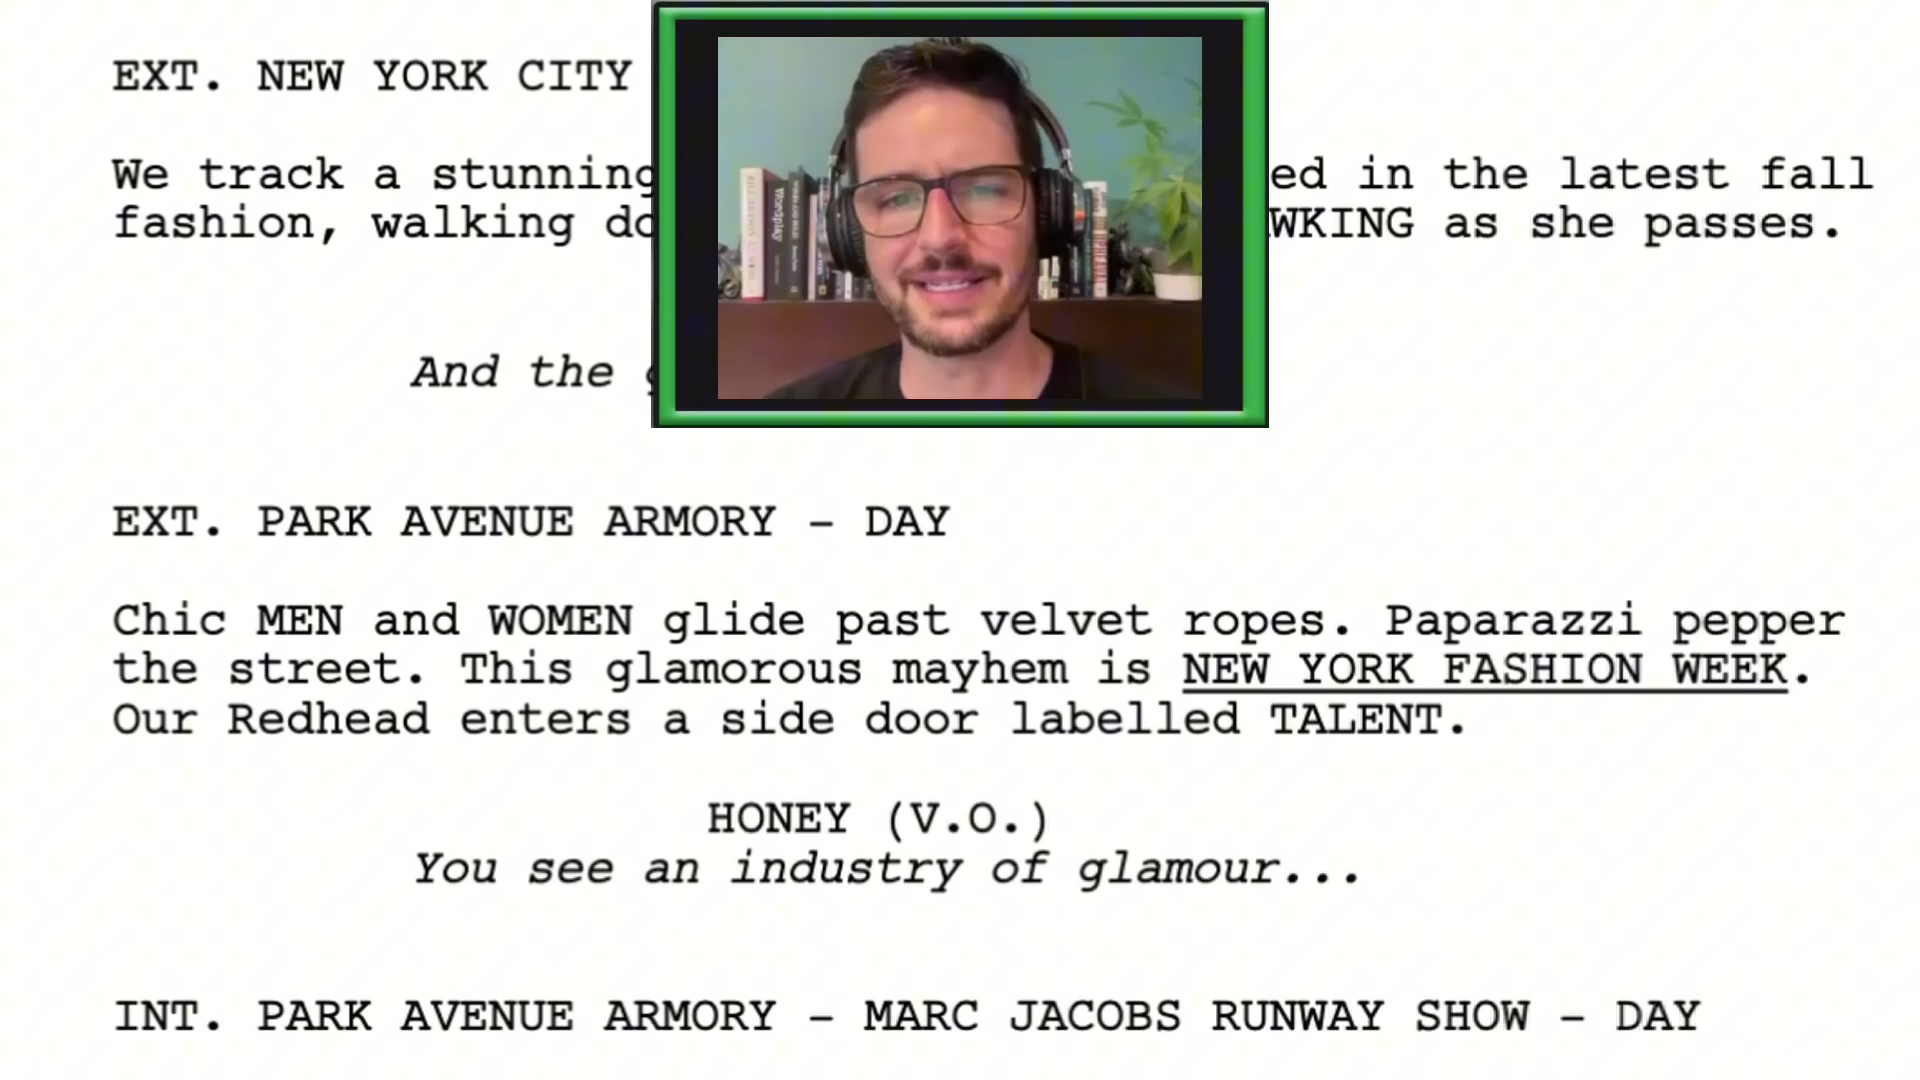 EXT. NEW YORK CITY
We track a stunning ed in the latest fall
fashion, walking do WKING as she passes.
And the
EXT. PARK AVENUE ARMORY - DAY
Chic MEN and WOMEN glide past velvet ropes. Paparazzi pepper
the street. This glamorous mayhem is NEW YORK FASHION WEEK.
Our Redhead enters a side door labelled TALENT.
HONEY (V.O.)
You see an industry of glamour...
INT. PARK AVENUE ARMORY - MARC JACOBS RUNWAY SHOW - DAY
Wordplay